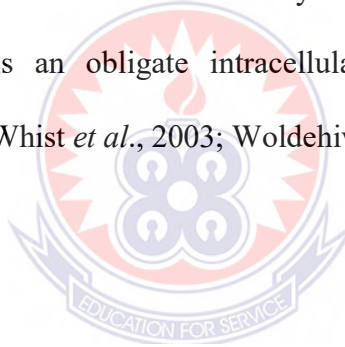 s an obligate intracellula
Whist et al., 2003; Woldehiv
EDUCATION FOR SERVICE